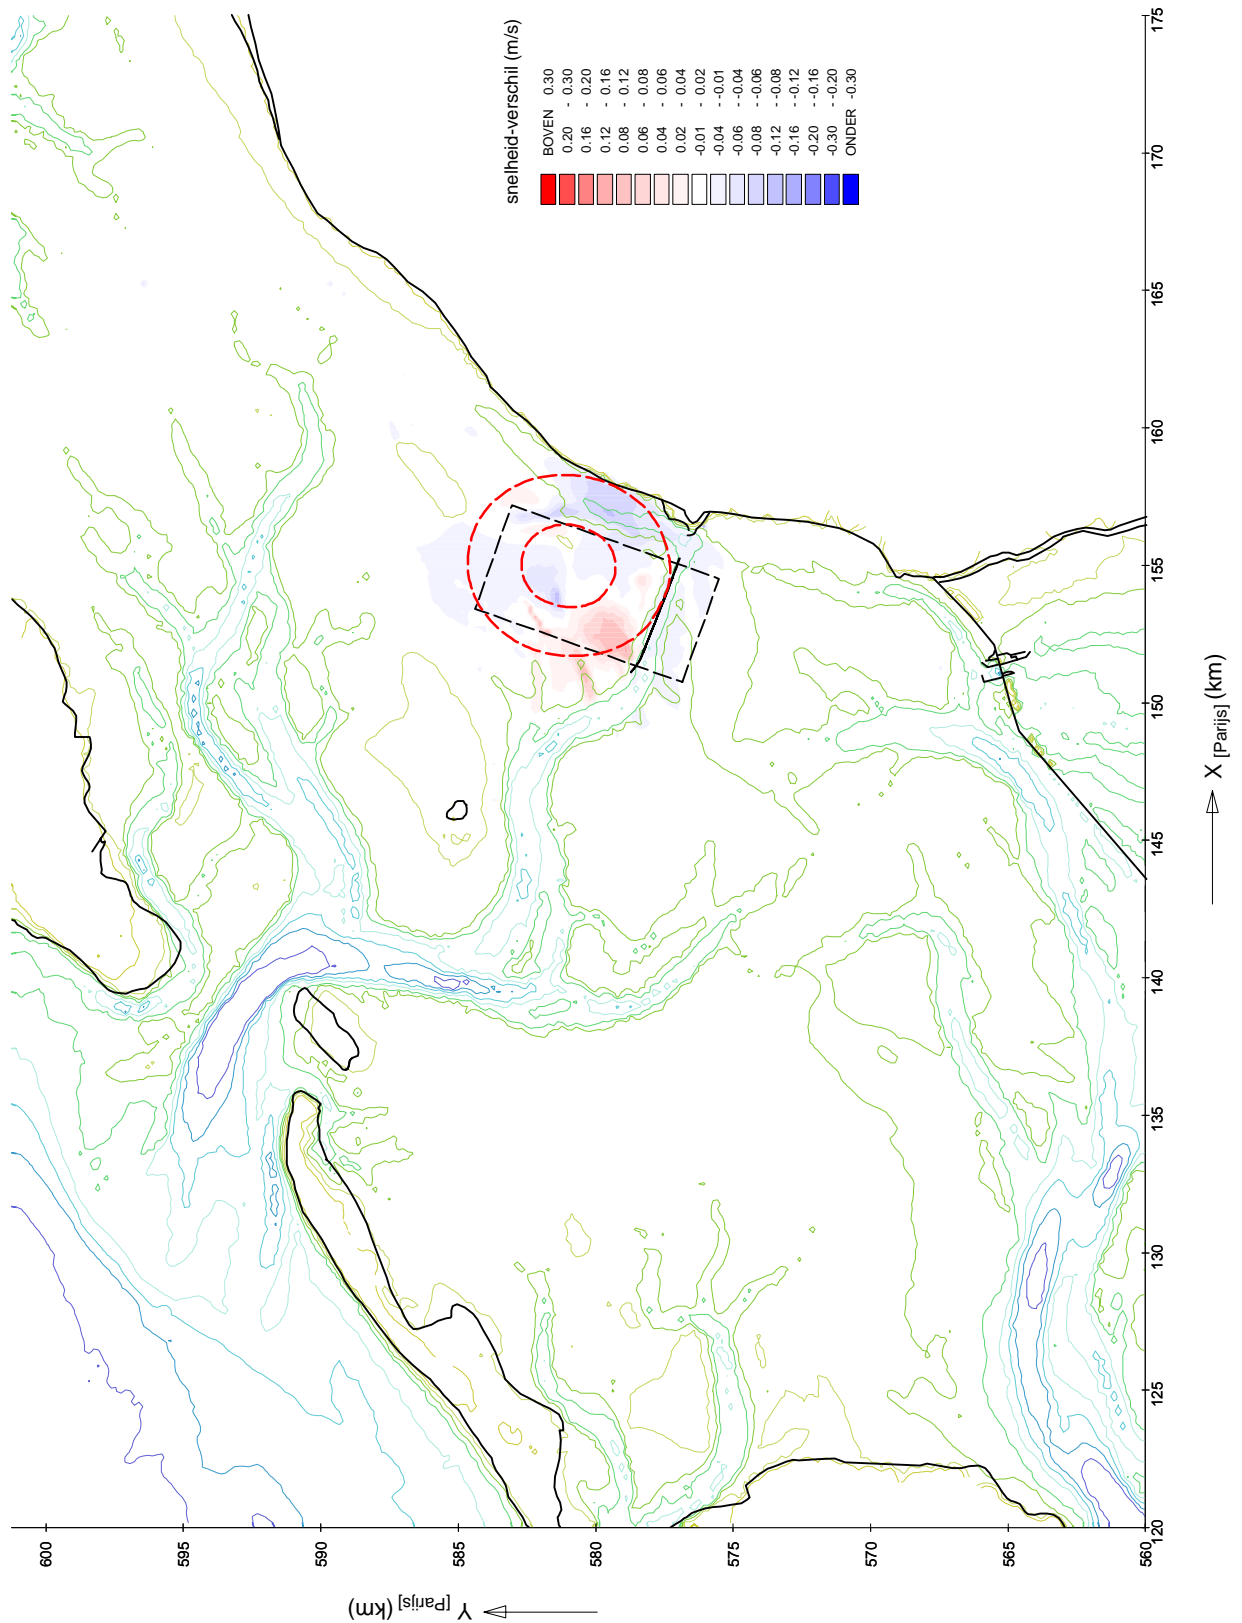 snelheid-verschil (m/s)
BOVEN 0.30
0.20 - 0.30
0.16 - 0.20
0.12 - 0.16
0.08 - 0.12
0.06 - 0.08
0.04 - 0.06
0.02 - 0.04
-0.01 - 0.02
-0.04 - -0.01
-0.06 - -0.04
-0.08 - -0.06
-0.12 - -0.08
-0.16 - -0.12
-0.20 - -0.16
-0.30 - -0.20
ONDER -0.30
600
595
590
585
580
575
570
565
560
Y [Parijs] (km)
120
125
130
135
140
145
150
155
160
165
170
175
X [Parijs] (km)